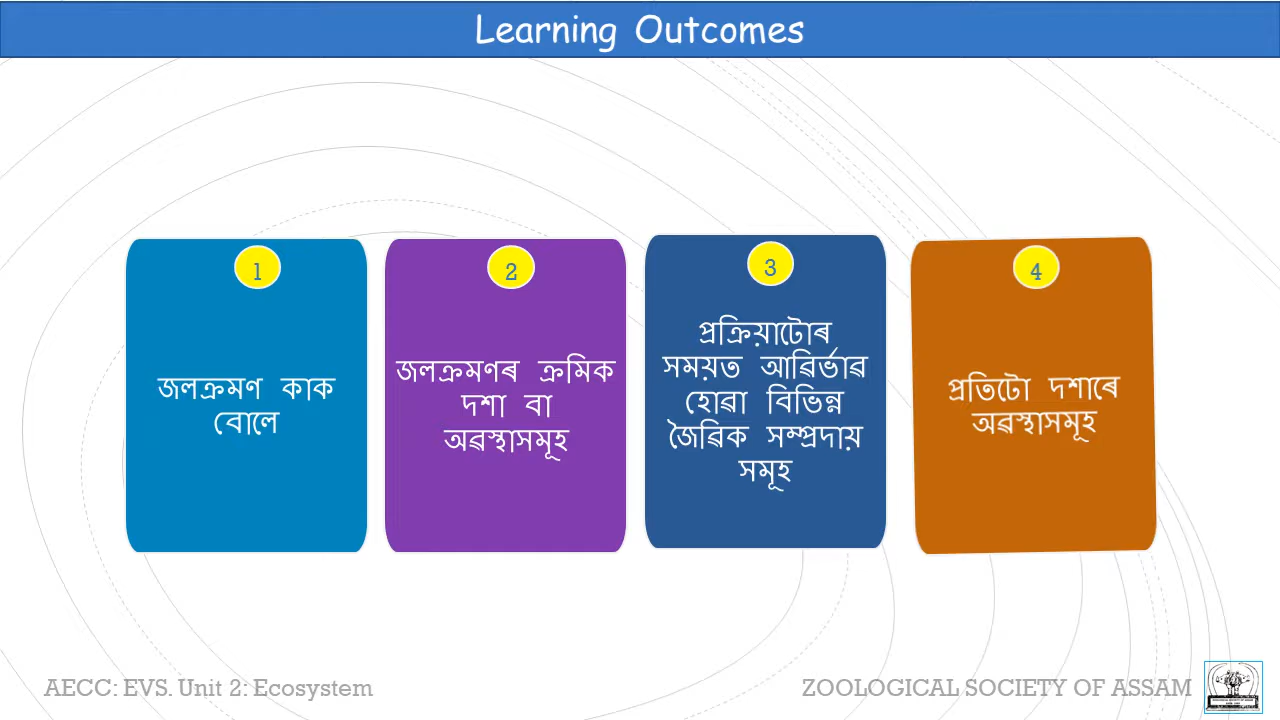 Learning Outcomes
1
জলক্ৰমণ কাক
বোলে
2
জলক্ৰমণৰ ক্ৰমিক
দশা বা
অৱস্থাসমূহ
3
প্ৰক্ৰিয়াটোৰ
সময়ত আৱিৰ্ভাৱ
হোৱা বিভিন্ন
জৈৱিক সম্প্ৰদায়
সমূহ
4
প্ৰতিটো দশাৰে
অৱস্থাসমূহ
AECC: EVS. Unit 2: Ecosystem
ZOOLOGICAL SOCIETY OF ASSAM